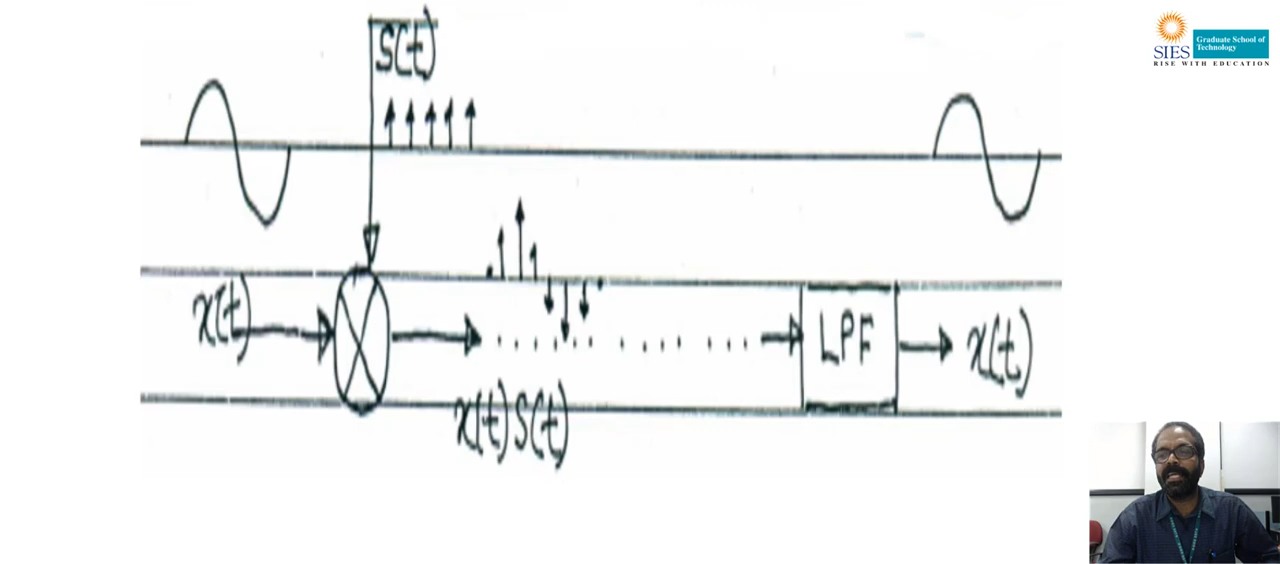 S(t)
SIES
Graduate School of
Technology
RISE WITH EDUCATION
x(t)
LPF
x(t)
x(t)S(t)